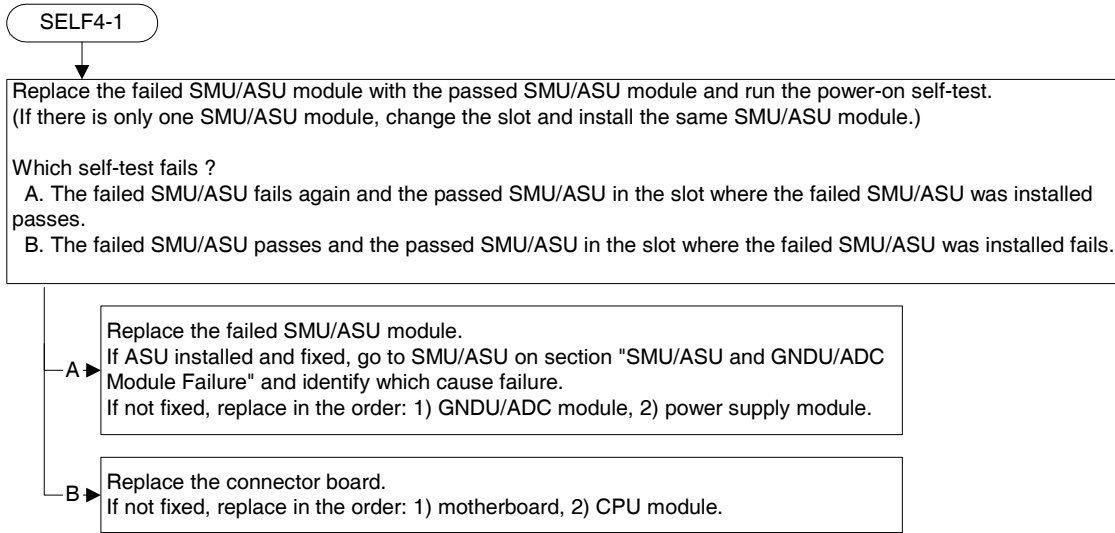 SELF4-1
Replace the failed SMU/ASU module with the passed SMU/ASU module and run the power-on self-test.
(If there is only one SMU/ASU module, change the slot and install the same SMU/ASU module.)
Which self-test fails ?
A. The failed SMU/ASU fails again and the passed SMU/ASU in the slot where the failed SMU/ASU was installed
passes.
B. The failed SMU/ASU passes and the passed SMU/ASU in the slot where the failed SMU/ASU was installed fails.
A
Replace the failed SMU/ASU module.
If ASU installed and fixed, go to SMU/ASU on section "SMU/ASU and GNDU/ADC
Module Failure" and identify which cause failure.
If not fixed, replace in the order: 1) GNDU/ADC module, 2) power supply module.
B
Replace the connector board.
If not fixed, replace in the order: 1) motherboard, 2) CPU module.